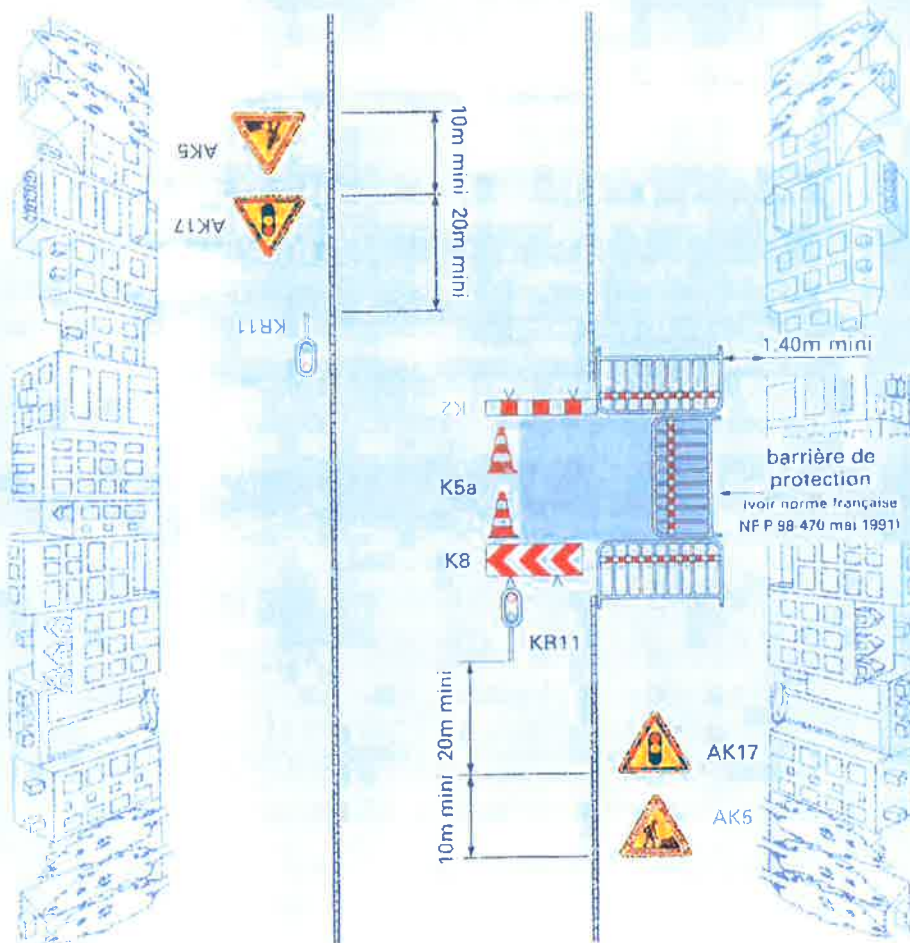 AK5
10m mini
AK17
20m mini
KR11
1.40m mini
K2
K5a
barrière de
protection
(voir norme française
NF P 98-470 mai 1991)
K8
KR11
20m mini
AK17
10m mini
AK5